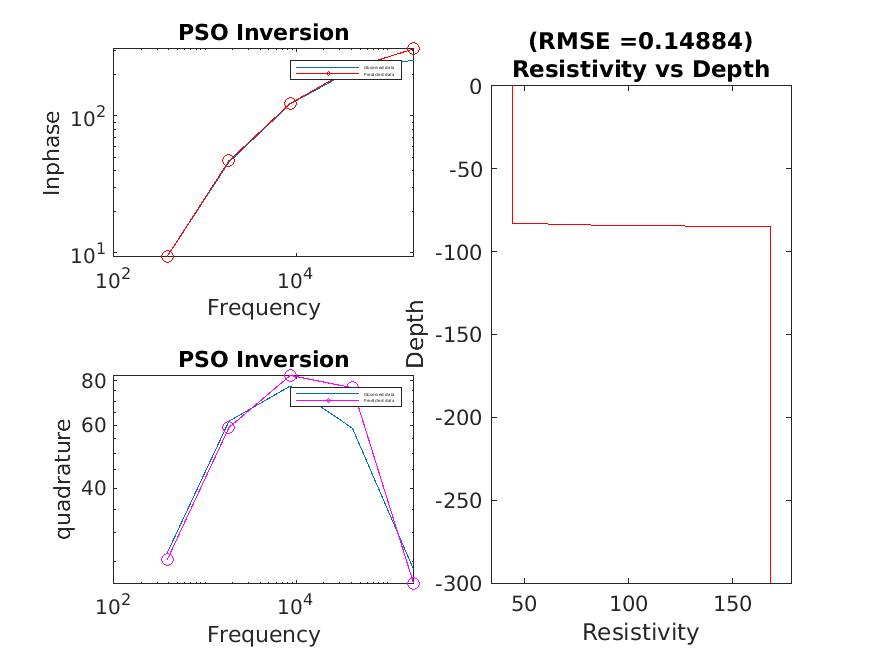 PSO Inversion
Inphase
10^2
10^1
Observed data
Predicted data
10^2
10^4
Frequency
PSO Inversion
quadrature
80
60
40
Observed data
Predicted data
10^2
10^4
Frequency
(RMSE =0.14884)
Resistivity vs Depth
Depth
0
-50
-100
-150
-200
-250
-300
50
100
150
Resistivity